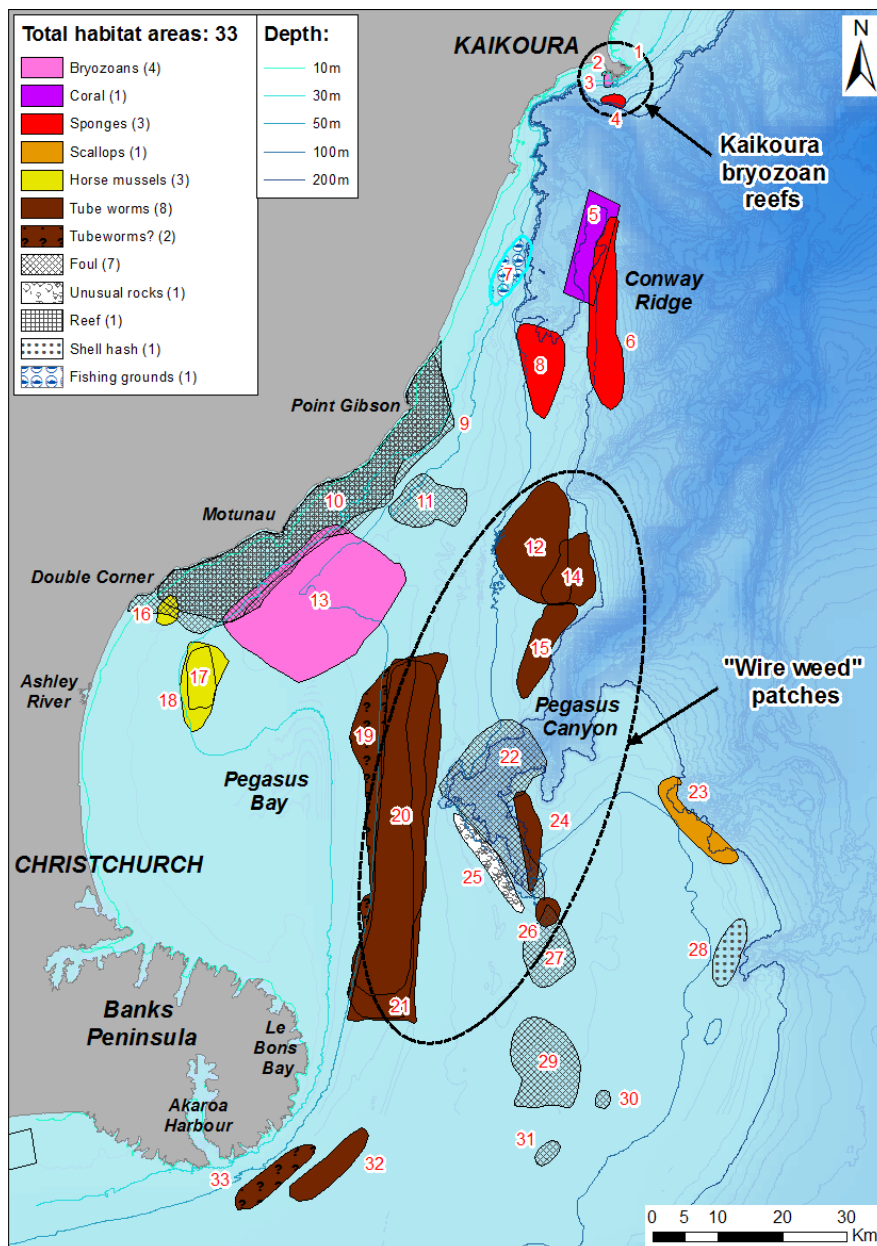 Total habitat areas: 33
Bryozoans (4)
Coral (1)
Sponges (3)
Scallops (1)
Horse mussels (3)
Tube worms (8)
Tubeworms? (2)
Foul (7)
Unusual rocks (1)
Reef (1)
Shell hash (1)
Fishing grounds (1)
Depth:
10m
30m
50m
100m
200m
KAIKOURA
N
1
2
3
4
Kaikoura
bryozoan
reefs
5
7
Conway
Ridge
6
8
Point Gibson
9
10
11
Motunau
12
Double Corner
14
13
16
15
17
Ashley
River
18
"Wire weed"
patches
Pegasus
Canyon
19
22
Pegasus
Bay
23
20
24
CHRISTCHURCH
25
26
27
28
21
Banks
Peninsula
Le
Bons
Bay
29
30
Akaroa
Harbour
31
32
33
0 5 10 20 30
Km